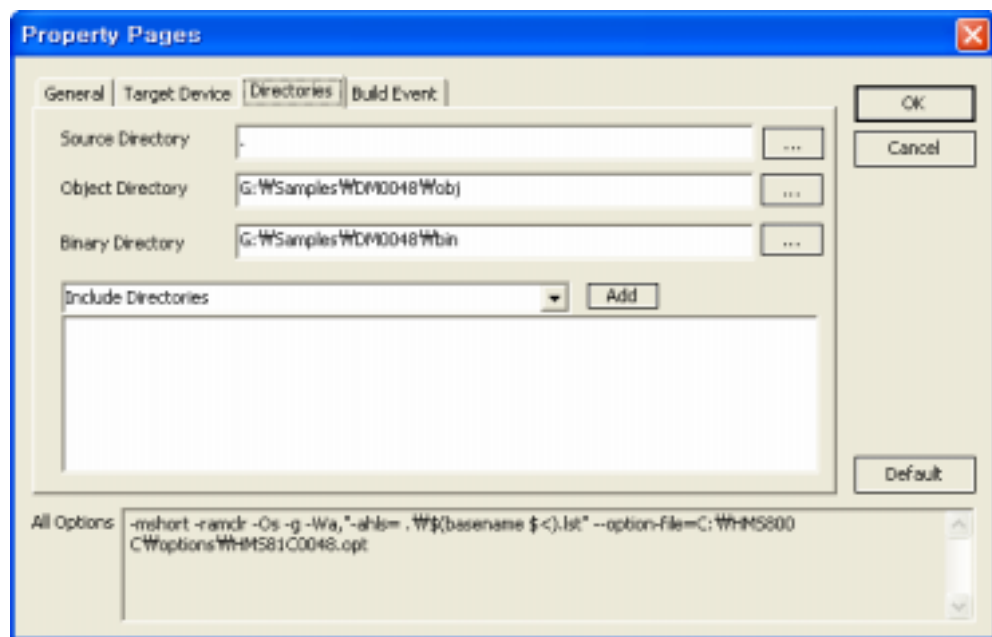 Property Pages
General Target Device Directories Build Event
OK
Cancel
Source Directory . ...
Object Directory G:₩Samples₩DM0048₩obj ...
Binary Directory G:₩Samples₩DM0048₩bin ...
Include Directories Add
Default
All Options -mshort -ramclr -Os -g -Wa,"-ahls= .₩$(basename $<).lst" --option-file=C:₩HMS800
C₩options₩HMS81C0048.opt